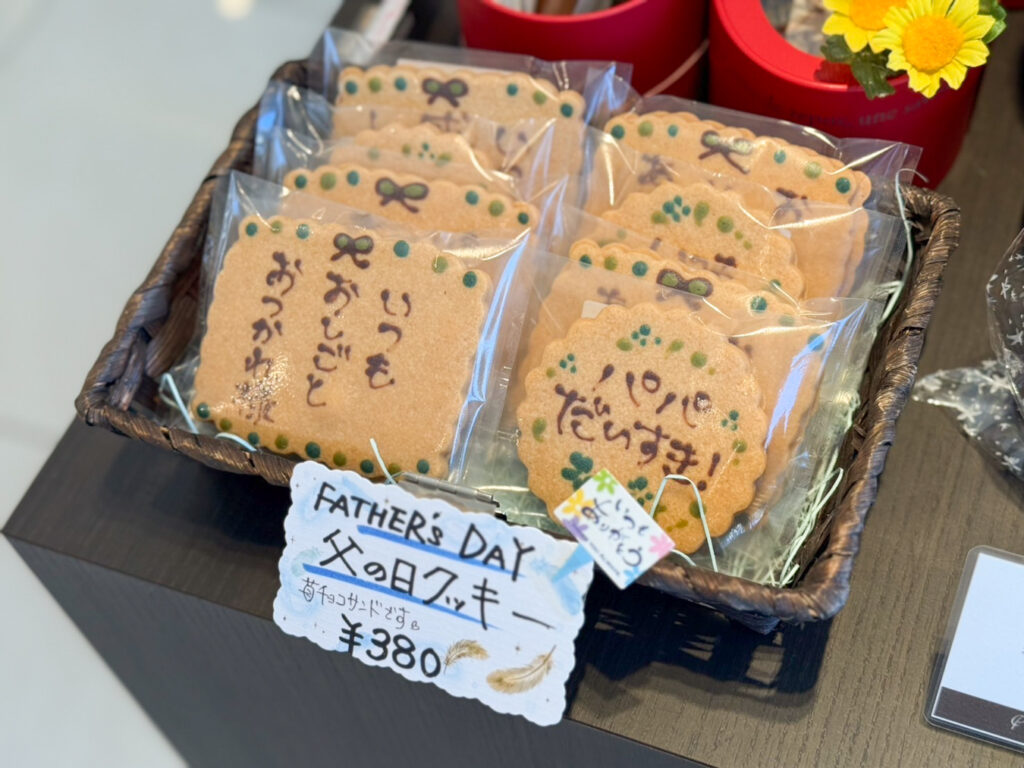 いつも
おしごと
おつかれ様
パパ
だいすき!
いつも
ありがとう
FATHER's DAY
父の日クッキー
苺チョコサンドです。
¥380